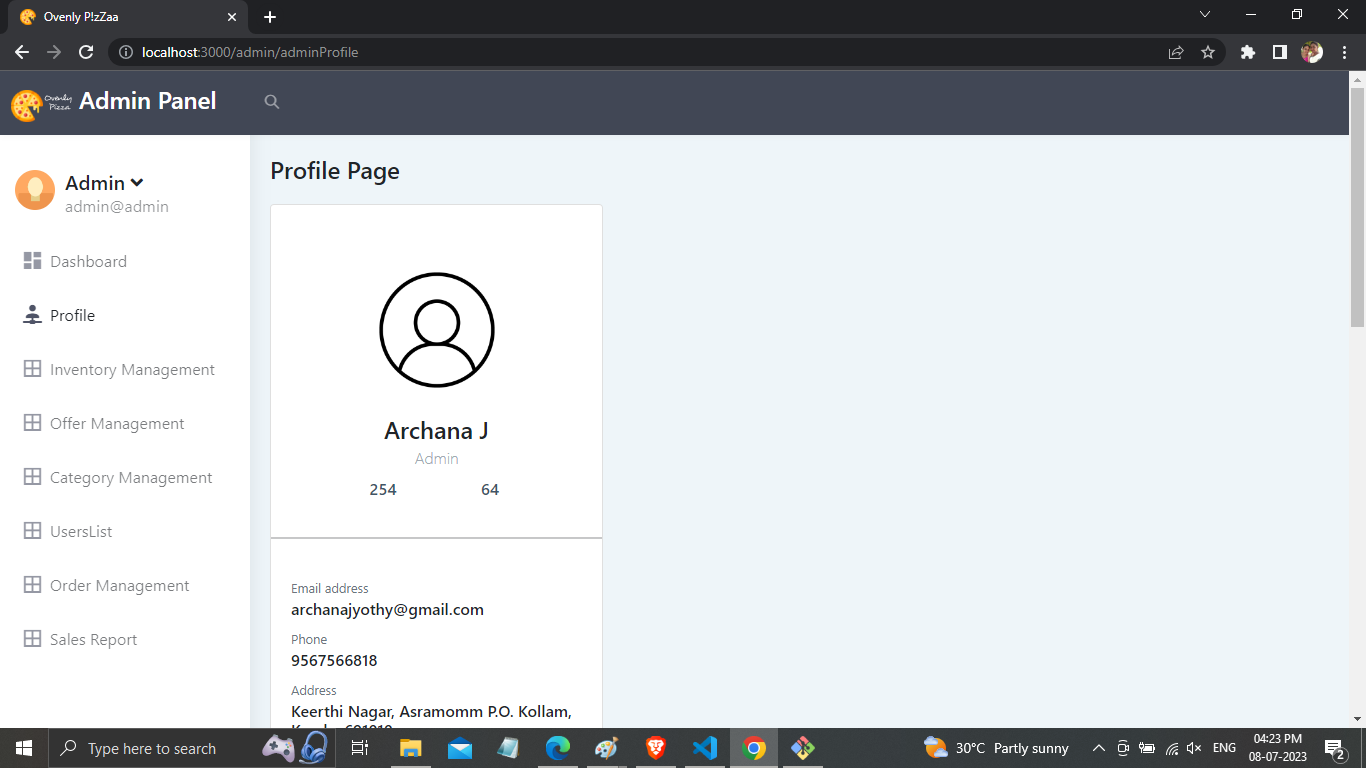 Ovenly P!zZaa
localhost:3000/admin/adminProfile
Ovenly
Pizza
Admin Panel
Admin
admin@admin
Dashboard
Profile
Inventory Management
Offer Management
Category Management
UsersList
Order Management
Sales Report
Profile Page
Archana J
Admin
254 64
Email address
archanajyothy@gmail.com
Phone
9567566818
Address
Keerthi Nagar, Asramomm P.O. Kollam,
Type here to search
30°C Partly sunny
ENG
04:23 PM
08-07-2023
2